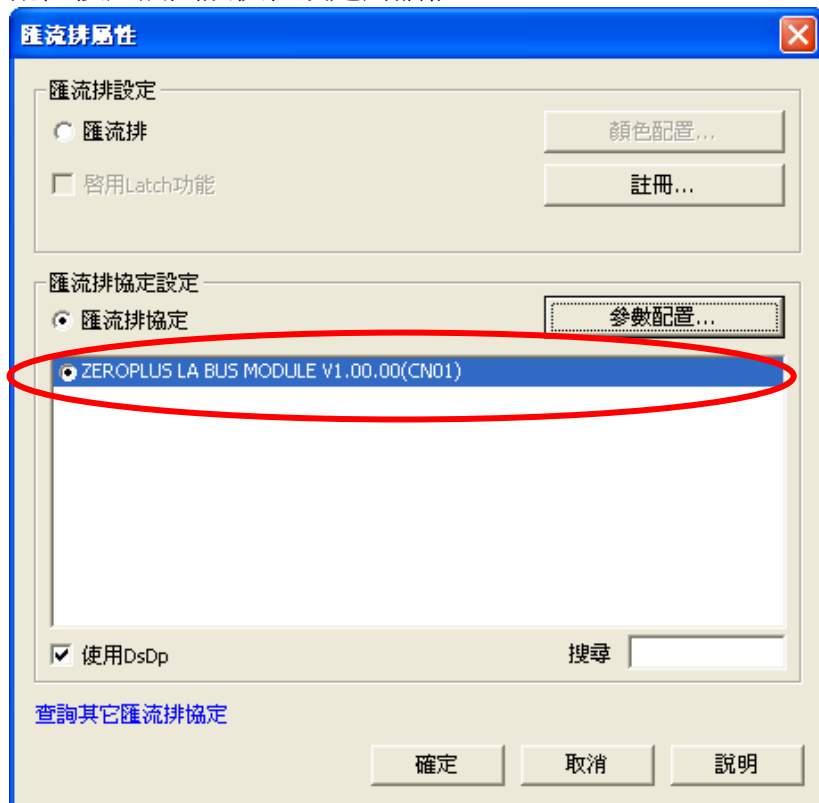 匯流排屬性
匯流排設定
匯流排
顏色配置...
啓用Latch功能
註冊...
匯流排協定設定
匯流排協定
參數配置...
ZEROPLUS LA BUS MODULE V1.00.00(CN01)
使用DsDp
搜尋
查詢其它匯流排協定
確定
取消
說明